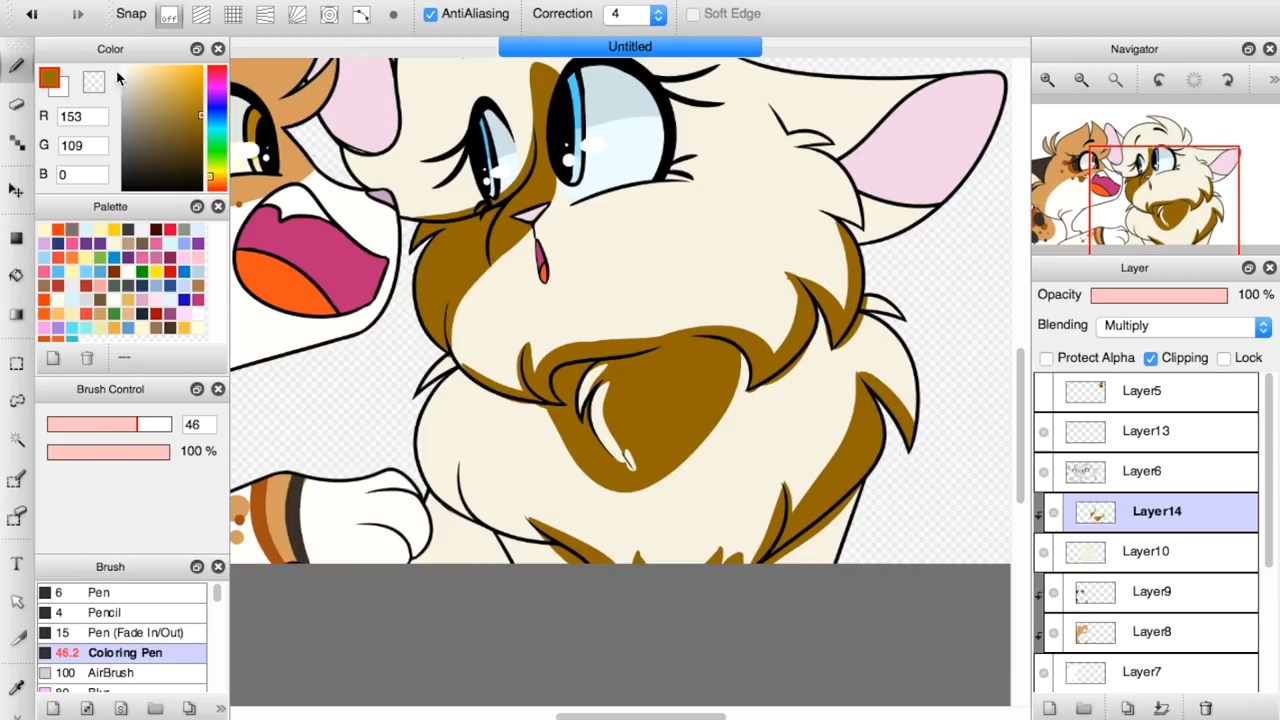 Snap off AntiAliasing Correction 4 Soft Edge
Color Untitled Navigator
R 153
G 109
B 0
Palette
Layer
Opacity 100 %
Blending Multiply
Protect Alpha Clipping Lock
---
Brush Control
46
100 %
Layer5
Layer13
Layer6
Layer14
Layer10
Layer9
Layer8
Layer7
Brush
6 Pen
4 Pencil
15 Pen (Fade In/Out)
46.2 Coloring Pen
100 AirBrush
T